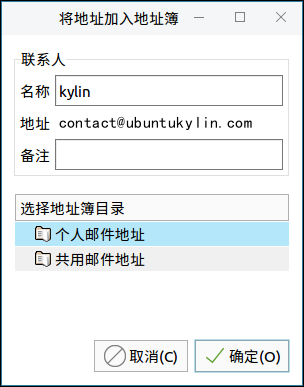 将地址加入地址簿
联系人
名称 kylin
地址 contact@ubuntukylin.com
备注
选择地址簿目录
个人邮件地址
共用邮件地址
取消(C) 确定(O)